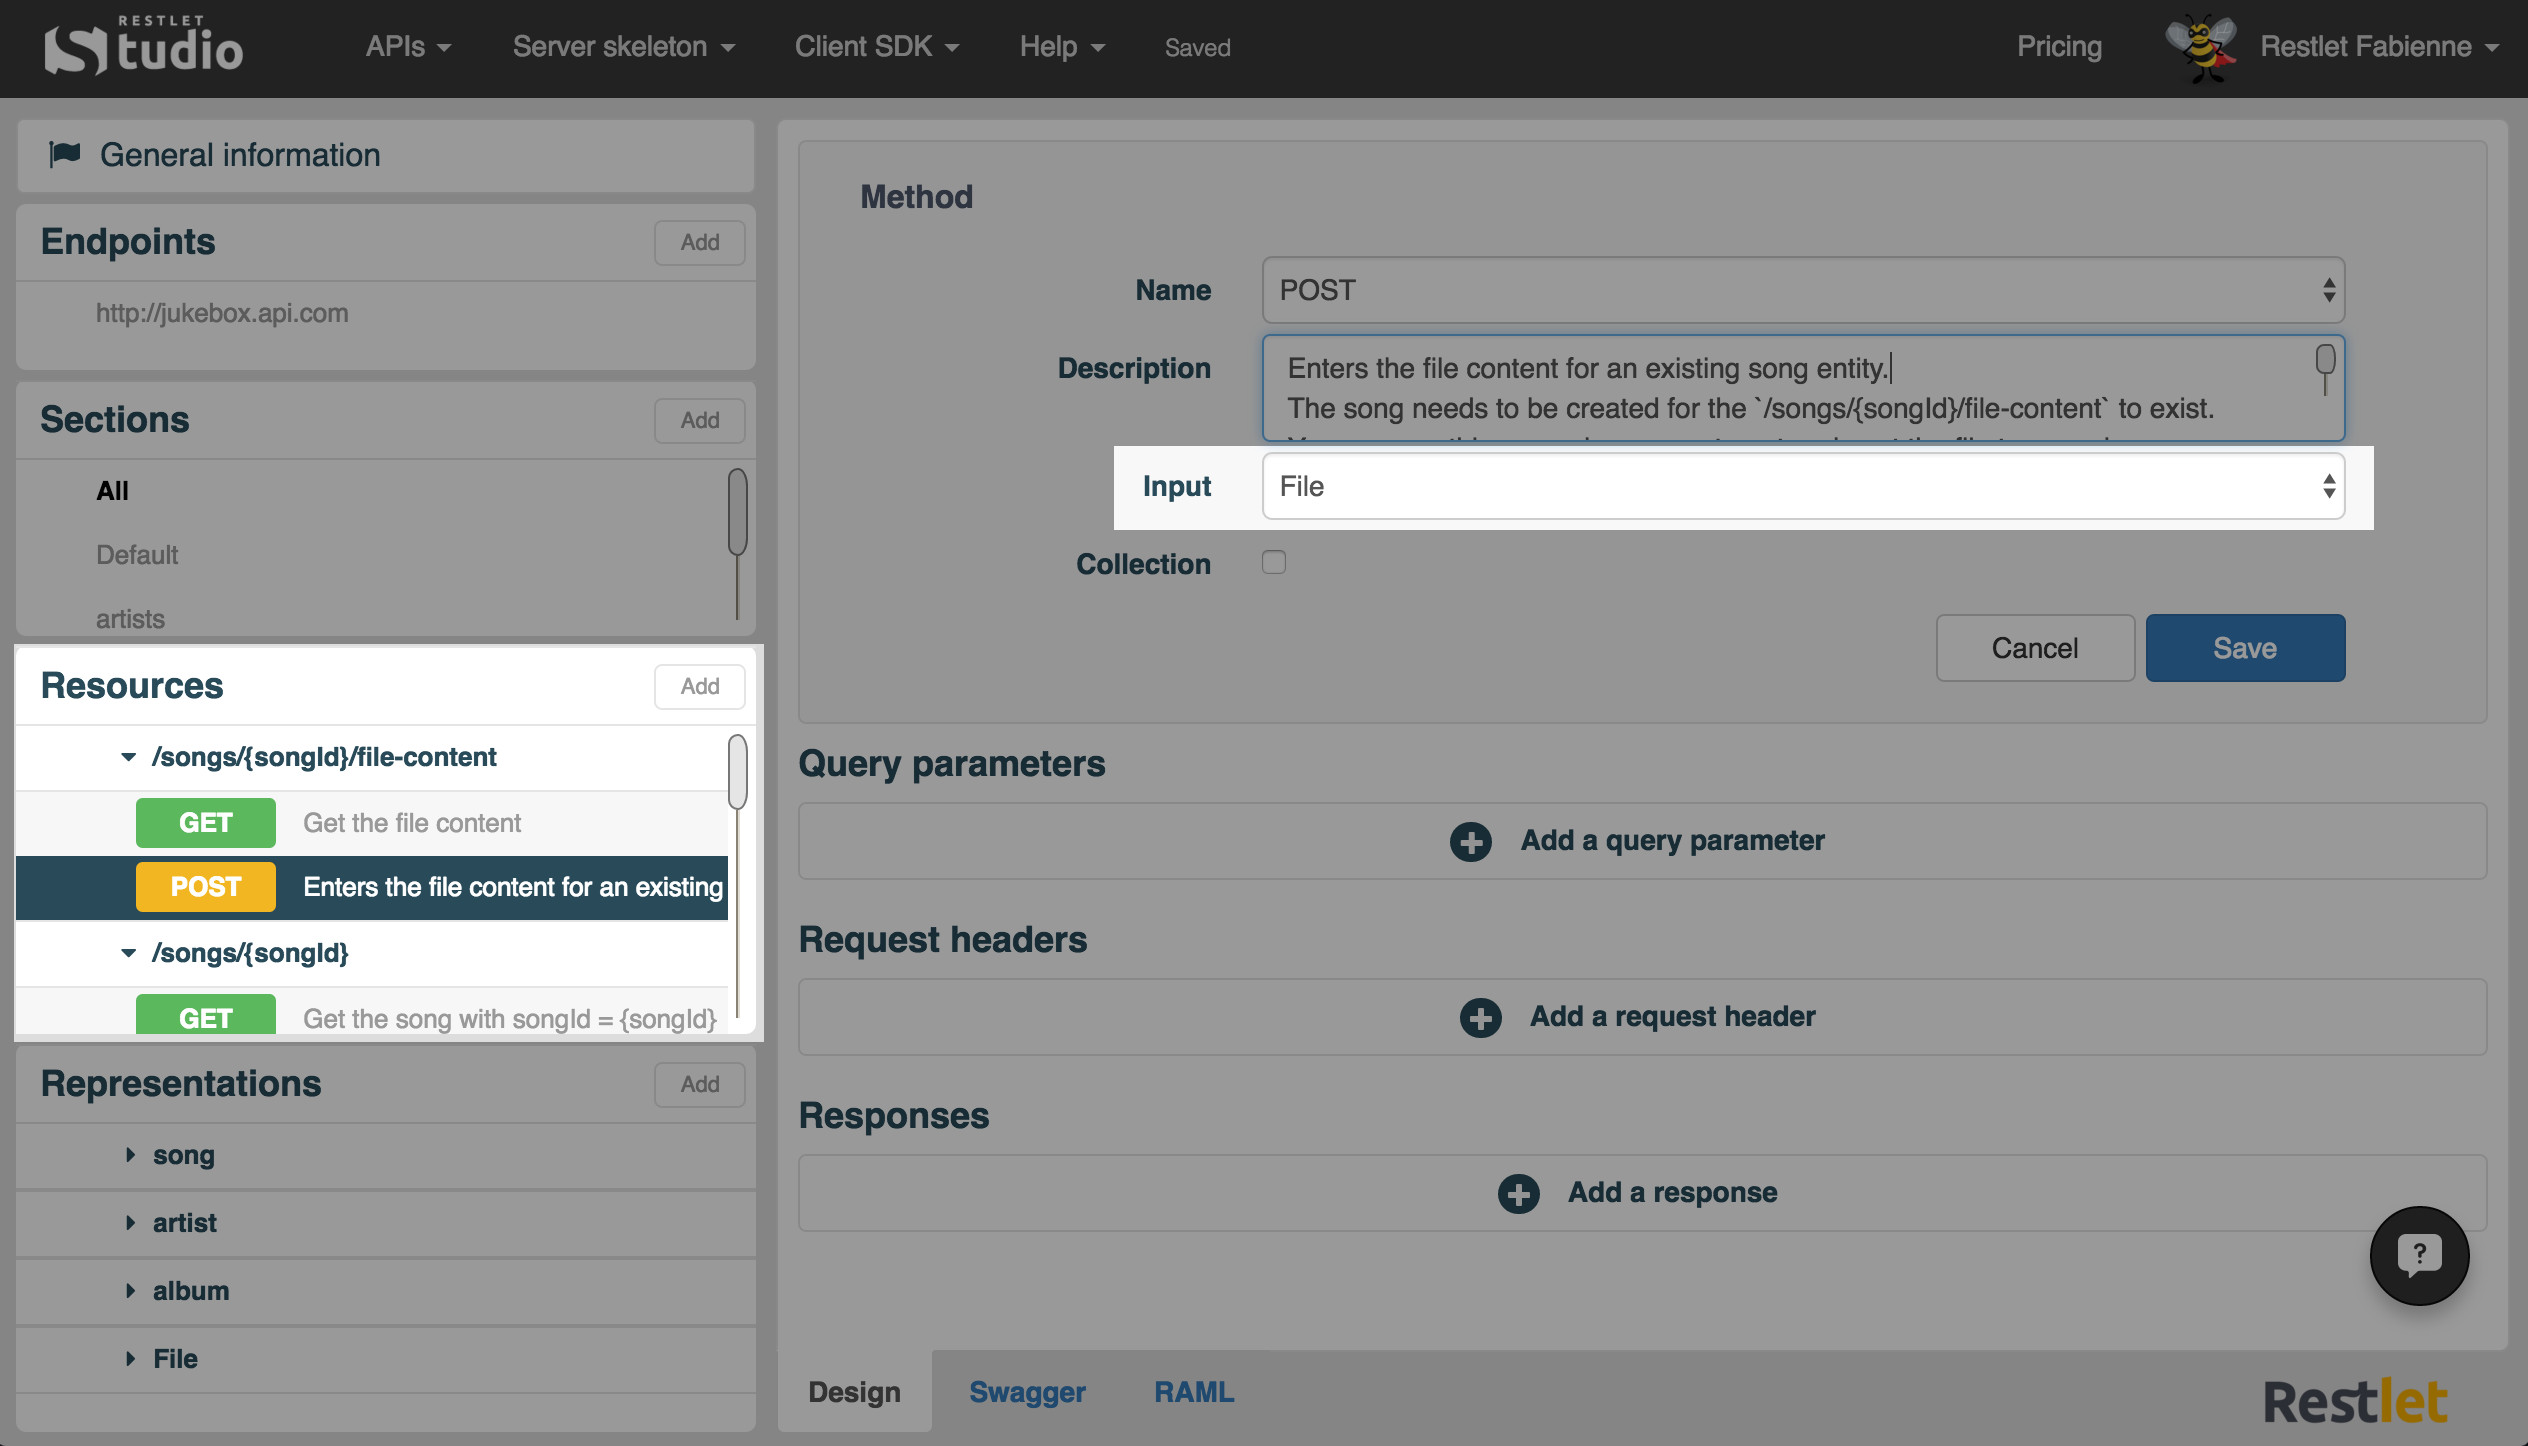 RESTLET
Studio
APIs
Server skeleton
Client SDK
Help
Saved
Pricing
Restlet Fabienne
General information
Endpoints
Add
http://jukebox.api.com
Sections
Add
All
Default
artists
Resources
Add
/songs/{songId}/file-content
GET
Get the file content
POST
Enters the file content for an existing
/songs/{songId}
GET
Get the song with songId = {songId}
Representations
Add
song
artist
album
File
Method
Name
POST
Description
Enters the file content for an existing song entity.
The song needs to be created for the `/songs/{songId}/file-content` to exist.
Input
File
Collection
Cancel
Save
Query parameters
Add a query parameter
Request headers
Add a request header
Responses
Add a response
?
Design
Swagger
RAML
Restlet